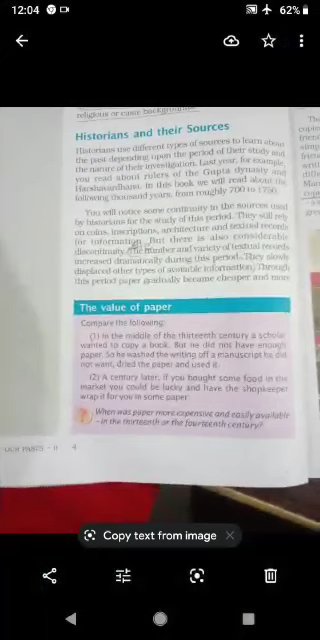 12:04
62%
religious or caste background
Historians and their Sources
Historians use different types of sources to learn about
the past depending upon the period of their study and
the nature of their investigation. Last year, for example,
you read about rulers of the Gupta dynasty and
Harshavardhana. In this book we will read about the
following thousand years, from roughly 700 to 1750.
You will notice some continuity in the sources used
by historians for the study of this period. They still rely
on coins, inscriptions, architecture and textual records
for information. But there is also considerable
discontinuity. The number and variety of textual records
increased dramatically during this period. They slowly
displaced other types of available information. Through
this period paper gradually became cheaper and more
The value of paper
Compare the following:
(1) In the middle of the thirteenth century a scholar
wanted to copy a book. But he did not have enough
paper. So he washed the writing off a manuscript he did
not want, dried the paper and used it.
(2) A century later, if you bought some food in the
market you could be lucky and have the shopkeeper
wrap it for you in some paper.
? When was paper more expensive and easily available
– in the thirteenth or the fourteenth century?
OUR PASTS – II 4
Copy text from image